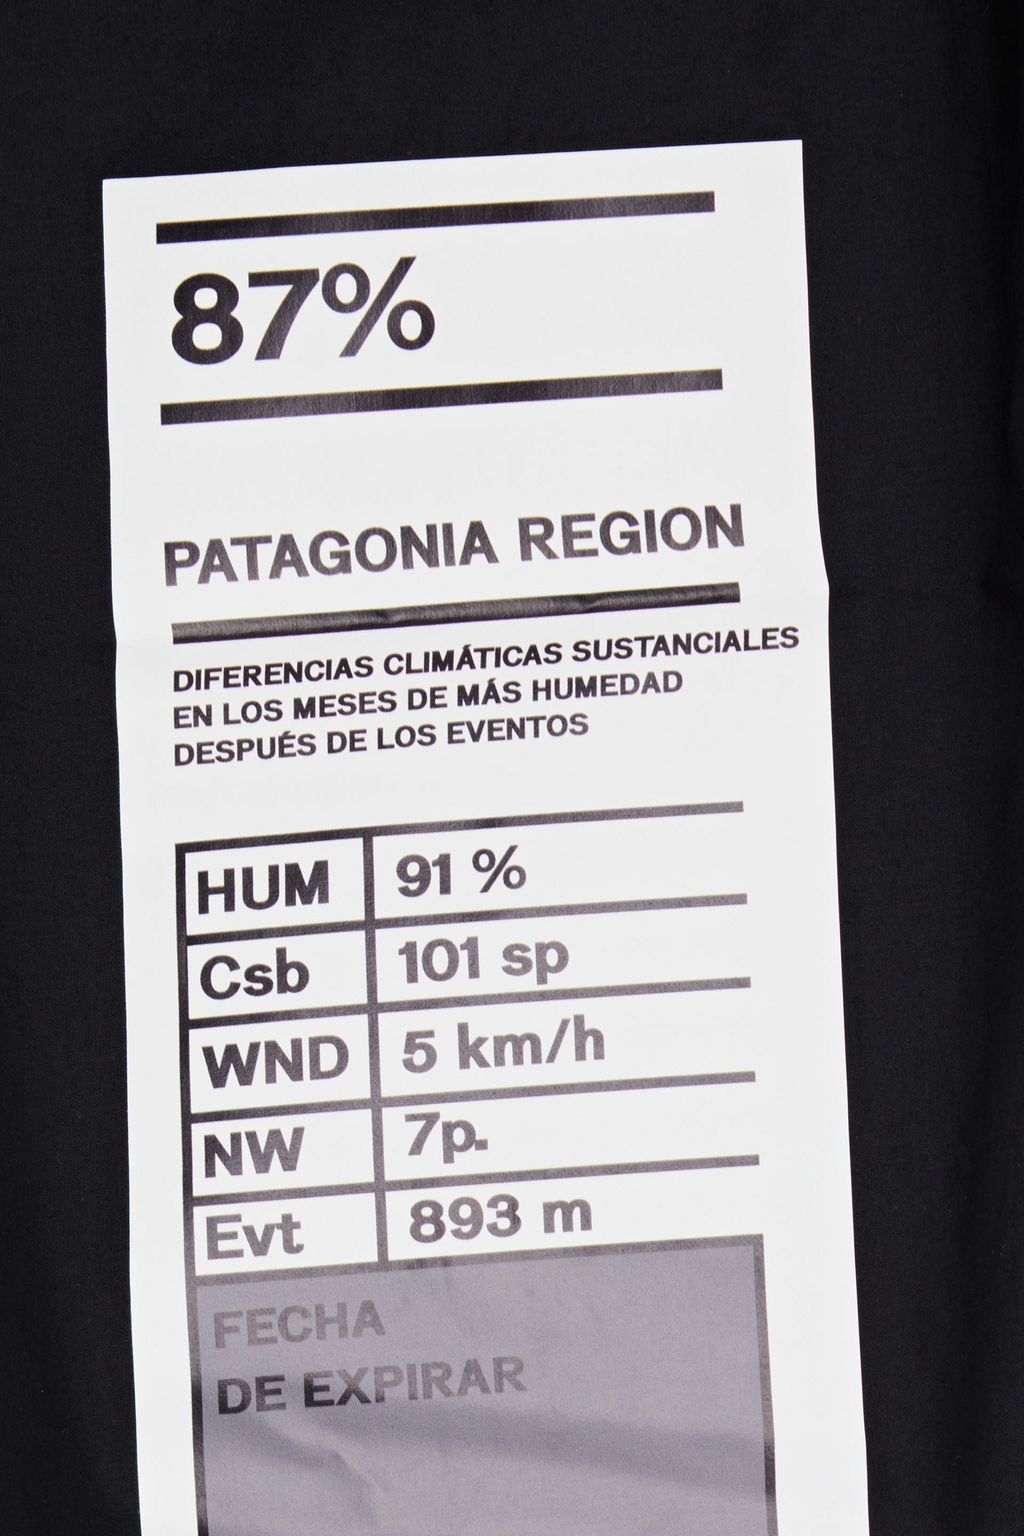 87%
PATAGONIA REGION
DIFERENCIAS CLIMÁTICAS SUSTANCIALES
EN LOS MESES DE MÁS HUMEDAD
DESPUÉS DE LOS EVENTOS
HUM 91 %
Csb 101 sp
WND 5 km/h
NW 7p.
Evt 893 m
FECHA
DE EXPIRAR